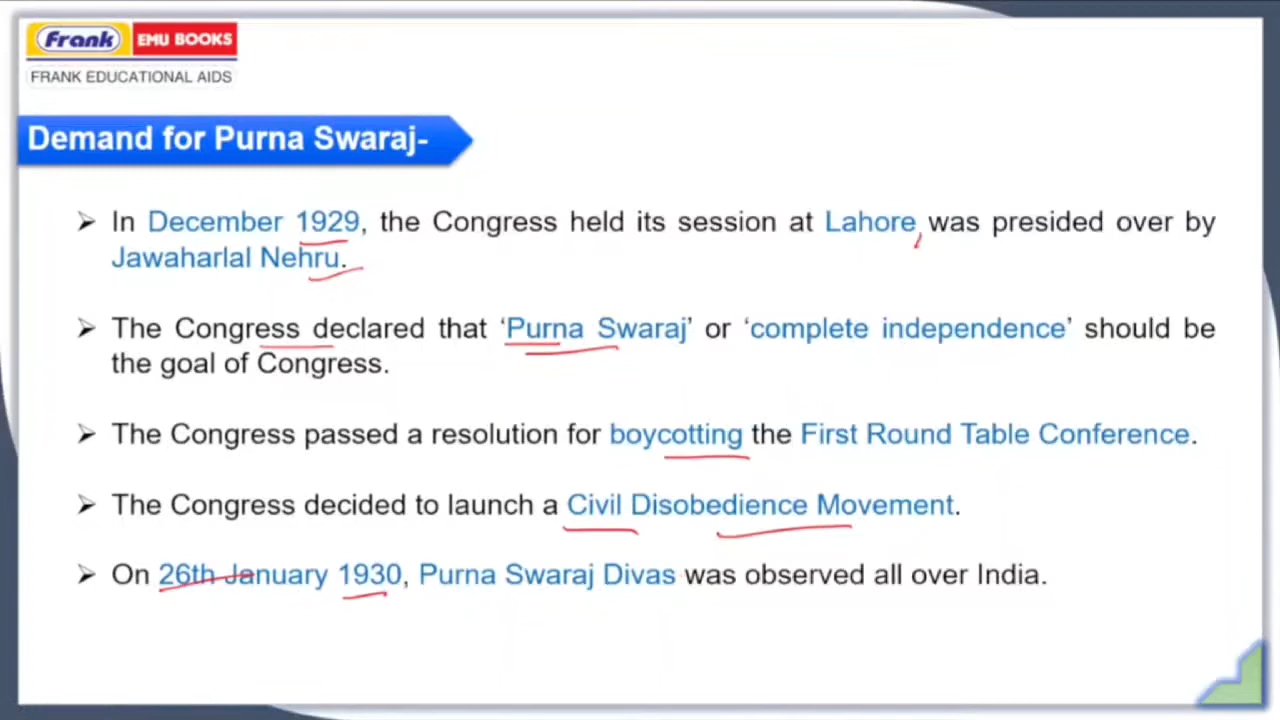 Frank EMU BOOKS
FRANK EDUCATIONAL AIDS
Demand for Purna Swaraj-
➢ In December 1929, the Congress held its session at Lahore was presided over by
Jawaharlal Nehru.
➢ The Congress declared that ‘Purna Swaraj’ or ‘complete independence’ should be
the goal of Congress.
➢ The Congress passed a resolution for boycotting the First Round Table Conference.
➢ The Congress decided to launch a Civil Disobedience Movement.
➢ On 26th January 1930, Purna Swaraj Divas was observed all over India.